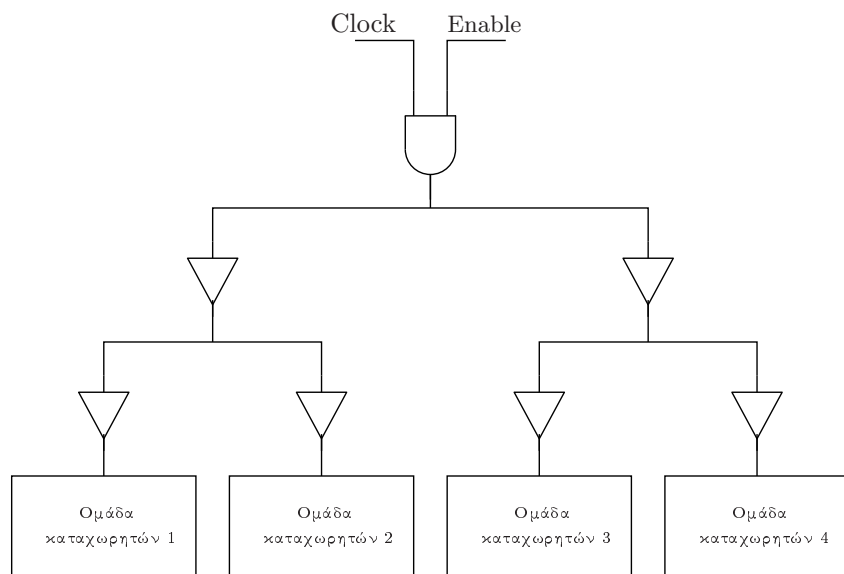 Clock
Enable
Ομάδα
καταχωρητών 1
Ομάδα
καταχωρητών 2
Ομάδα
καταχωρητών 3
Ομάδα
καταχωρητών 4